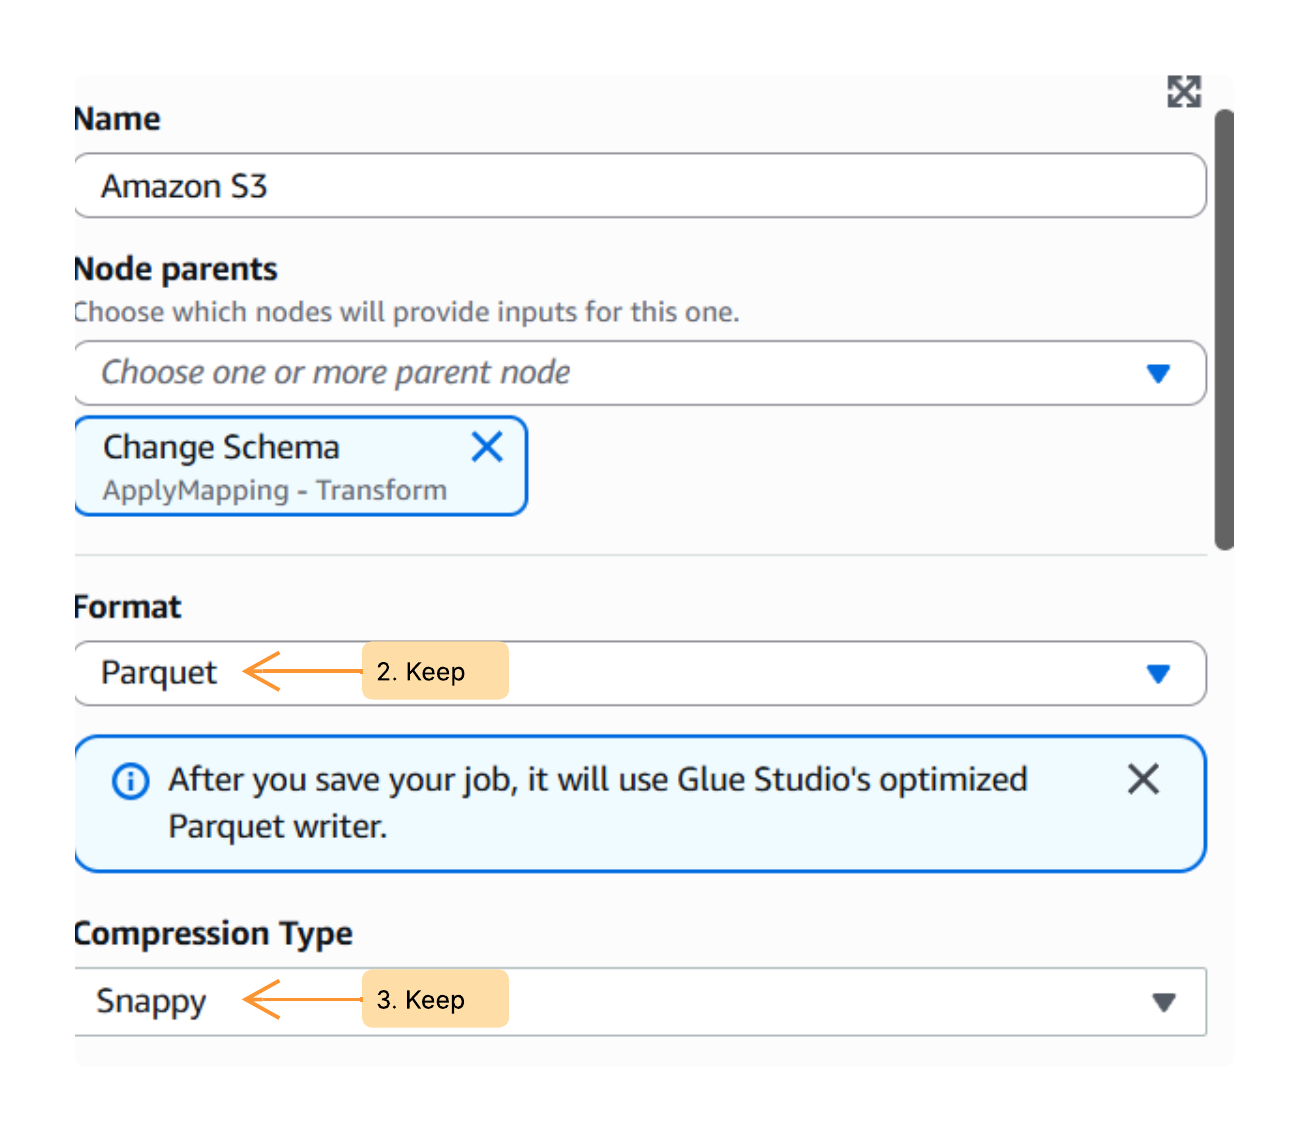 Name
Amazon S3
Node parents
Choose which nodes will provide inputs for this one.
Choose one or more parent node
Change Schema
ApplyMapping - Transform
Format
Parquet
2. Keep
After you save your job, it will use Glue Studio's optimized
Parquet writer.
Compression Type
Snappy
3. Keep